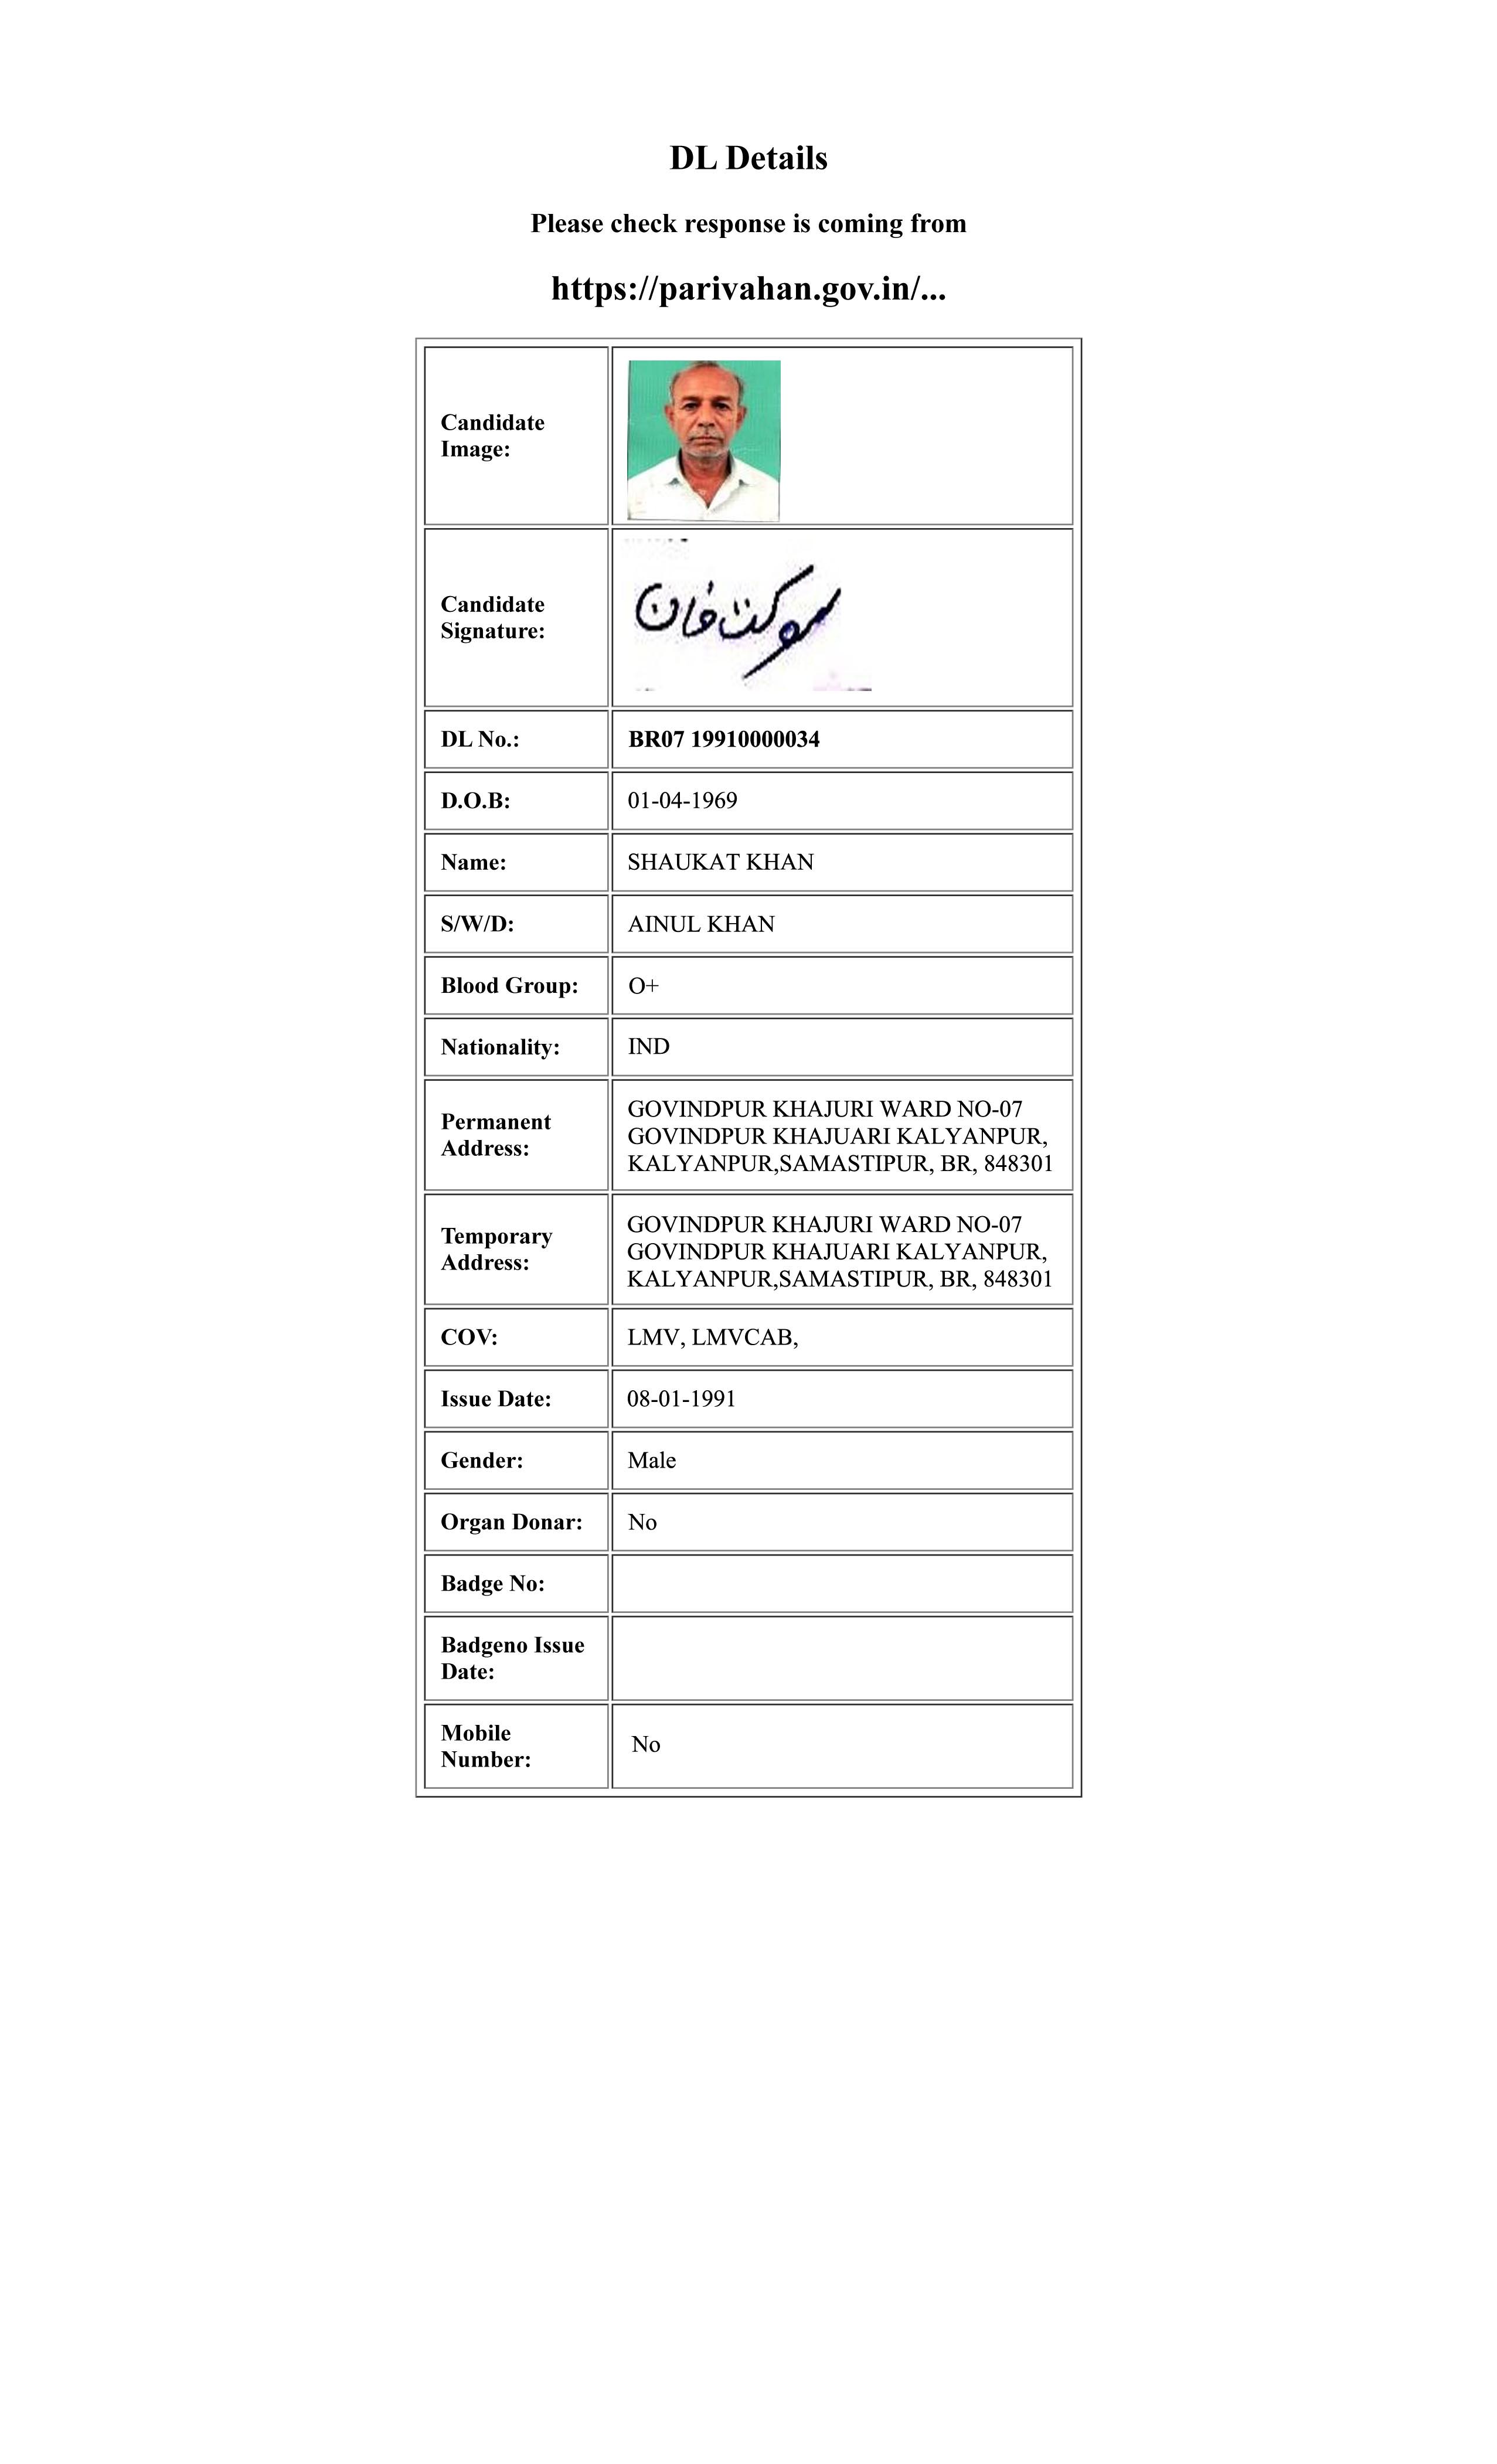 DL Details
Please check response is coming from
https://parivahan.gov.in/...
Candidate
Image:
Candidate
Signature:
سوکت خان
DL No.: BR07 19910000034
D.O.B: 01-04-1969
Name: SHAUKAT KHAN
S/W/D: AINUL KHAN
Blood Group: O+
Nationality: IND
Permanent
Address:
GOVINDPUR KHAJURI WARD NO-07
GOVINDPUR KHAJUARI KALYANPUR,
KALYANPUR,SAMASTIPUR, BR, 848301
Temporary
Address:
GOVINDPUR KHAJURI WARD NO-07
GOVINDPUR KHAJUARI KALYANPUR,
KALYANPUR,SAMASTIPUR, BR, 848301
COV: LMV, LMVCAB,
Issue Date: 08-01-1991
Gender: Male
Organ Donar: No
Badge No:
Badgeno Issue
Date:
Mobile
Number:
No